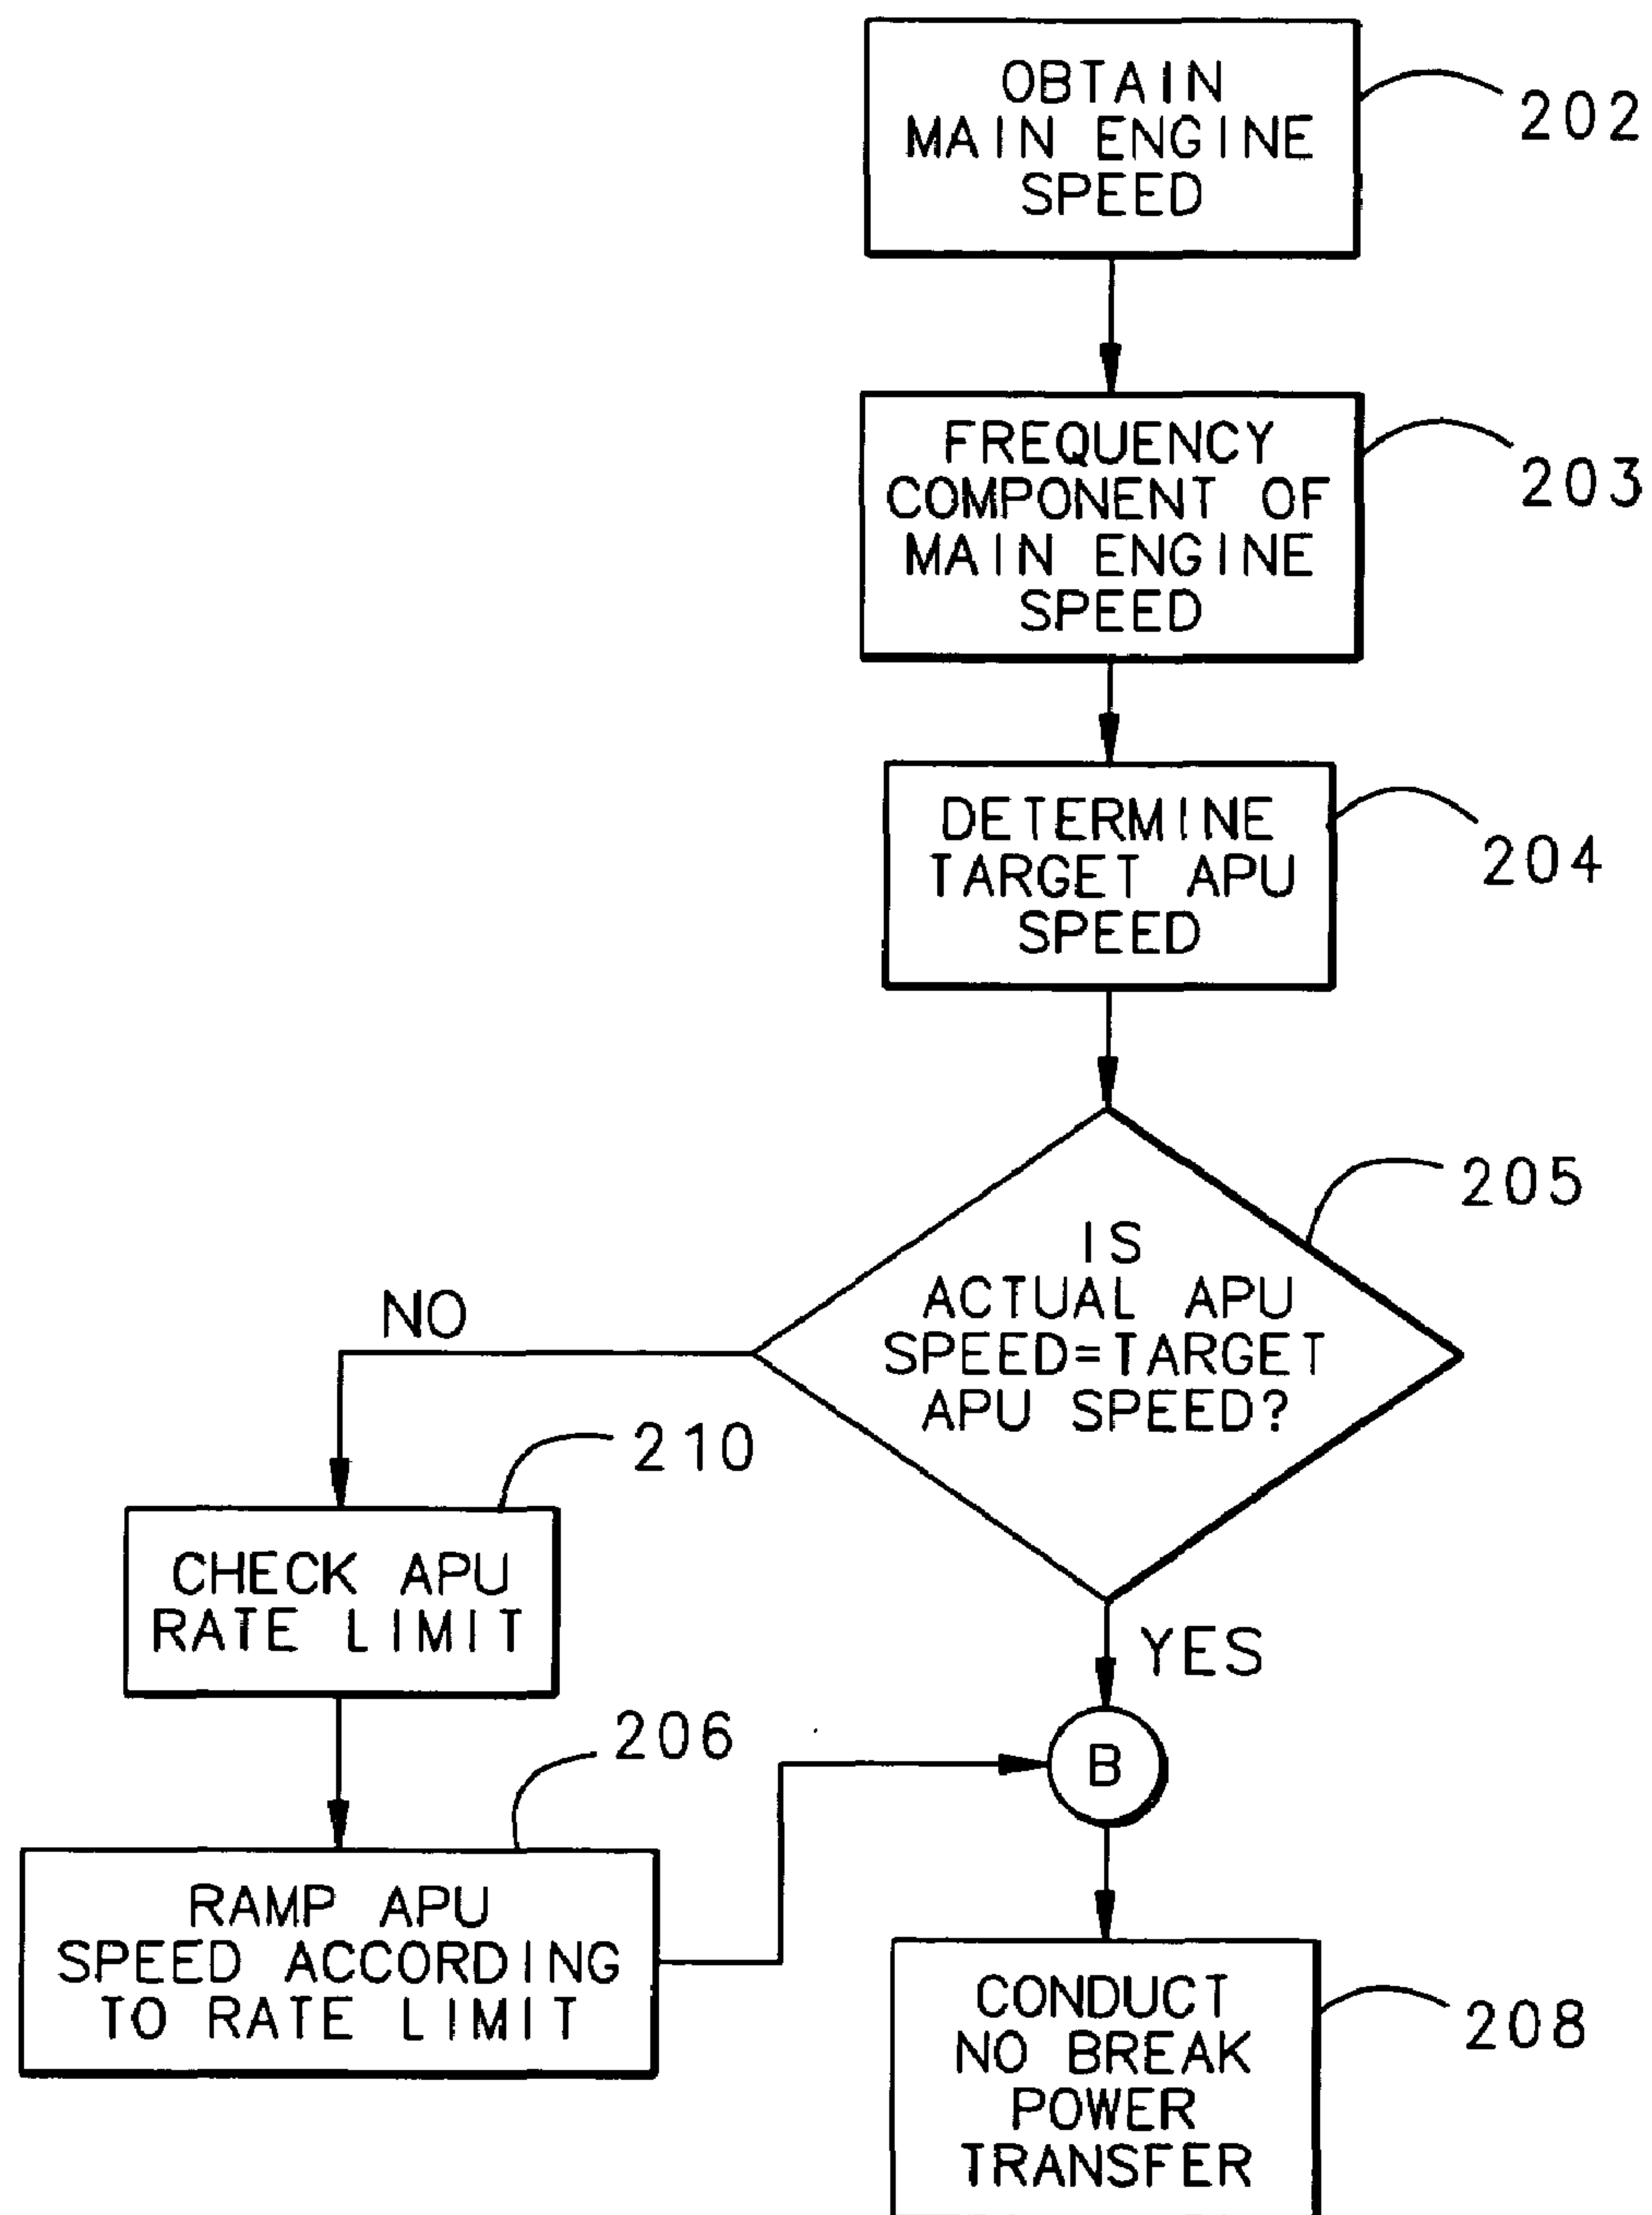 OBTAIN
MAIN ENGINE
SPEED
202
FREQUENCY
COMPONENT OF
MAIN ENGINE
SPEED
203
DETERMINE
TARGET APU
SPEED
204
IS
ACTUAL APU
SPEED=TARGET
APU SPEED?
205
NO
YES
210
CHECK APU
RATE LIMIT
206
RAMP APU
SPEED ACCORDING
TO RATE LIMIT
B
CONDUCT
NO BREAK
POWER
TRANSFER
208